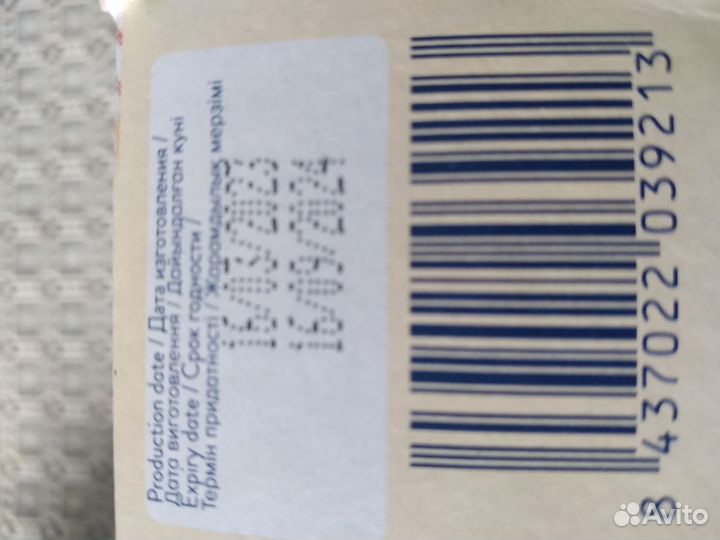 Production date / Дата изготовления /
Дата виготовлення / Дайындалған күні
Expiry date / Срок годности /
Термін придатності / Жарамдылық мерзімі
16/03/2023
16/09/2024
8 437022 039213
Avito